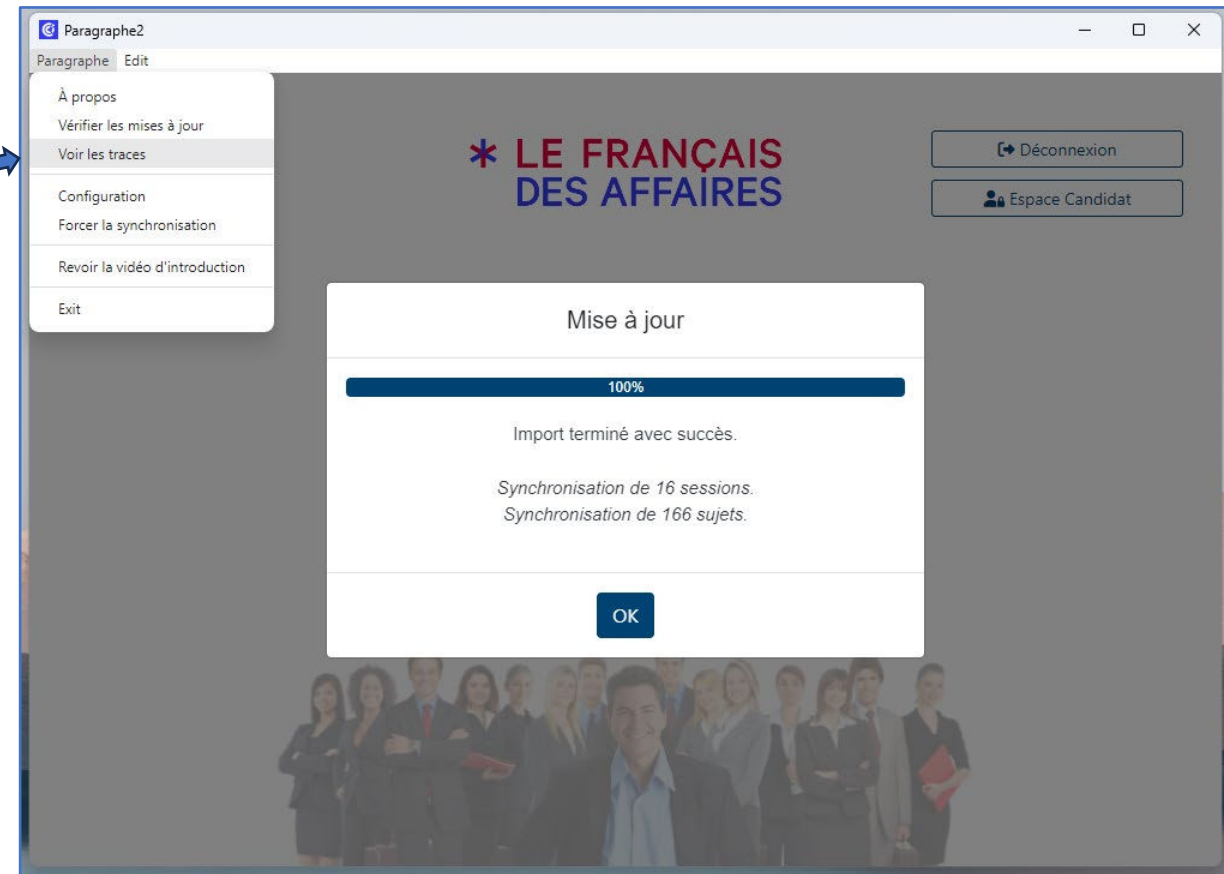 Paragraphe2
Paragraphe Edit
À propos
Vérifier les mises à jour
Voir les traces
Configuration
Forcer la synchronisation
Revoir la vidéo d'introduction
Exit
* LE FRANÇAIS
DES AFFAIRES
Déconnexion
Espace Candidat
Mise à jour
100%
Import terminé avec succès.
Synchronisation de 16 sessions.
Synchronisation de 166 sujets.
OK